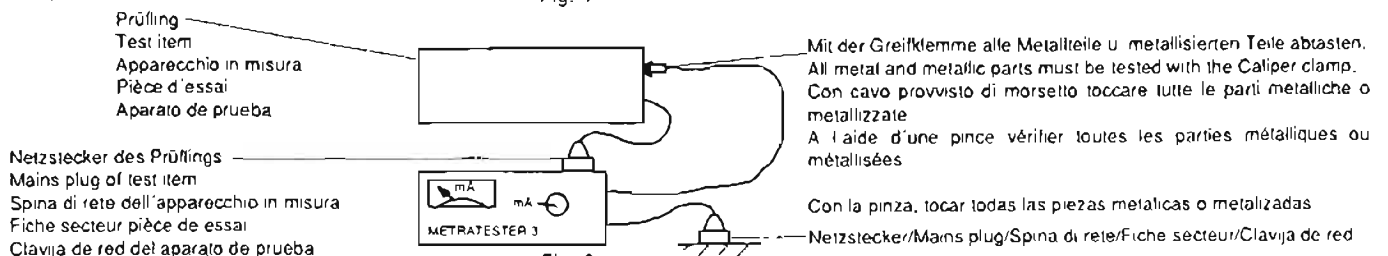 Prüfling
Test item
Apparecchio in misura
Pièce d'essai
Aparato de prueba
Mit der Greifklemme alle Metallteile u. metallisierten Teile abtasten.
All metal and metallic parts must be tested with the Caliper clamp.
Con cavo provvisto di morsetto toccare tutte le parti metalliche o
metallizzate
A l aide d'une pince vérifier toutes les parties métalliques ou
métallisées
Con la pinza, tocar todas las piezas metalicas o metalizadas
Netzstecker/Mains plug/Spina di rete/Fiche secteur/Clavija de red
Netzstecker des Prüflings
Mains plug of test item
Spina di rete dell'apparecchio in misura
Fiche secteur pièce de essai
Clavija de red del aparato de prueba
mA
mA
METRATESTER 3